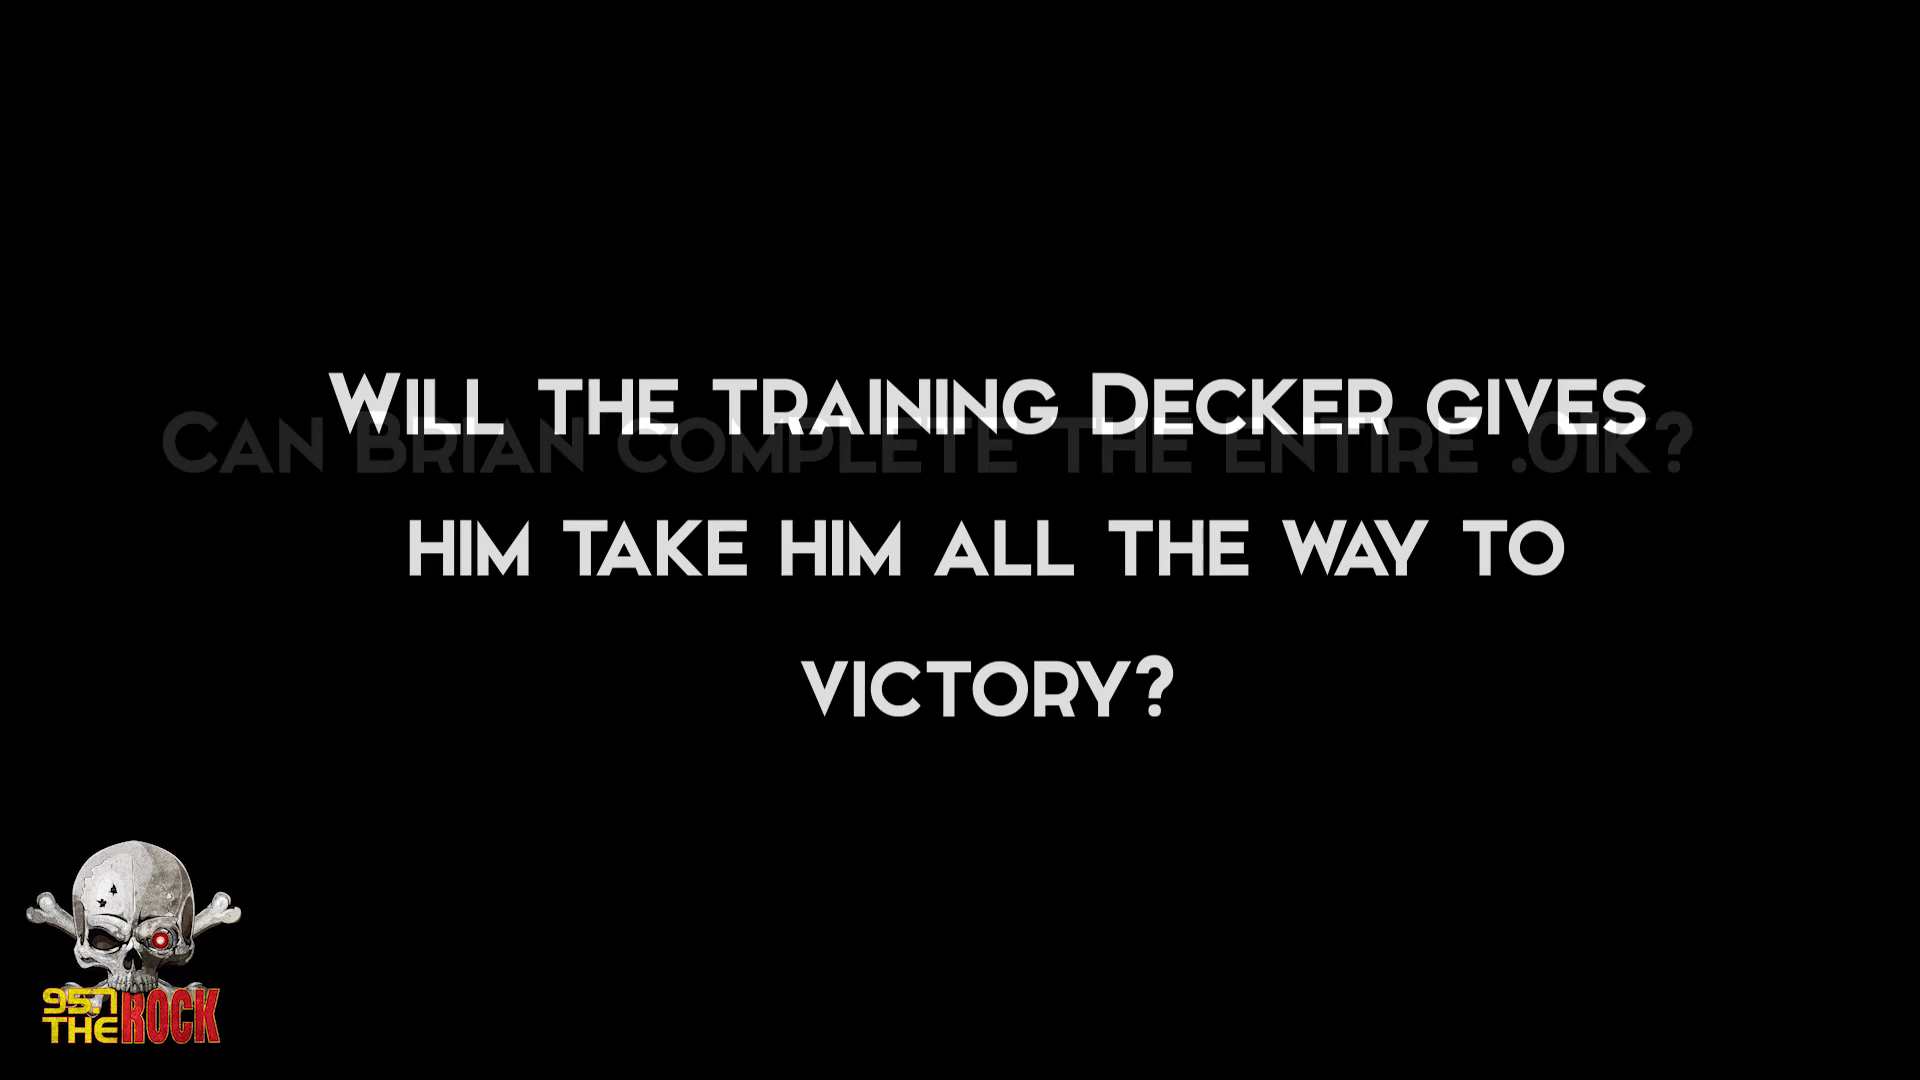 Will the training Decker gives
Can Brian complete the entire .01K?
him take him all the way to
victory?
95.7
THE ROCK